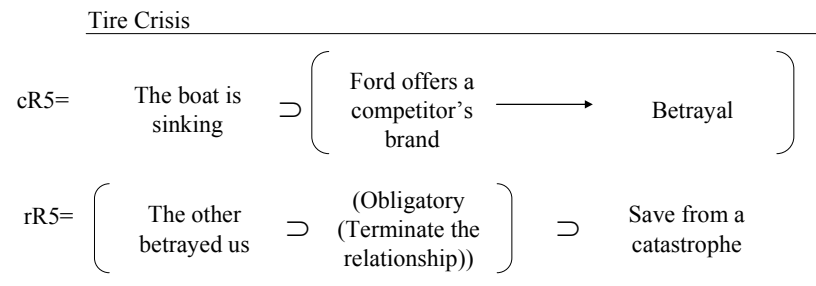 Tire Crisis
cR5= The boat is sinking ⊃ ( Ford offers a competitor’s brand ⟶ Betrayal )
rR5= ( The other betrayed us ⊃ (Obligatory (Terminate the relationship)) ) ⊃ Save from a catastrophe